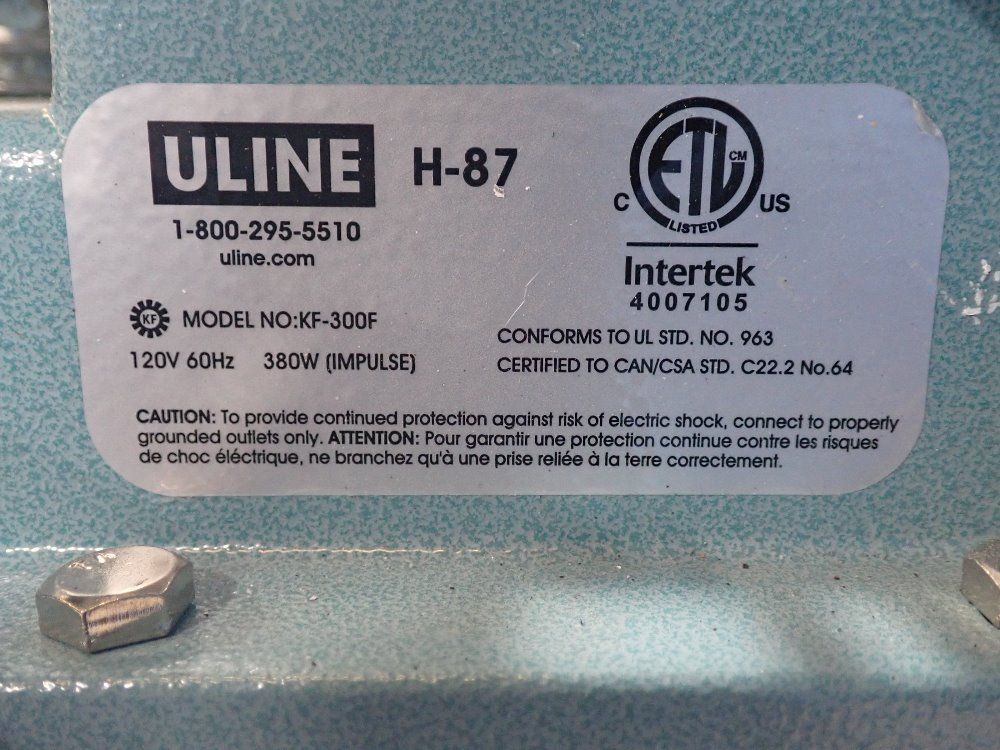 ULINE
H-87
1-800-295-5510
uline.com
ETL CM
C US
LISTED
Intertek
4007105
KF MODEL NO:KF-300F
120V 60Hz 380W (IMPULSE)
CONFORMS TO UL STD. NO. 963
CERTIFIED TO CAN/CSA STD. C22.2 No.64
CAUTION: To provide continued protection against risk of electric shock, connect to properly
grounded outlets only. ATTENTION: Pour garantir une protection continue contre les risques
de choc éléctrique, ne branchez qu'à une prise reliée à la terre correctement.